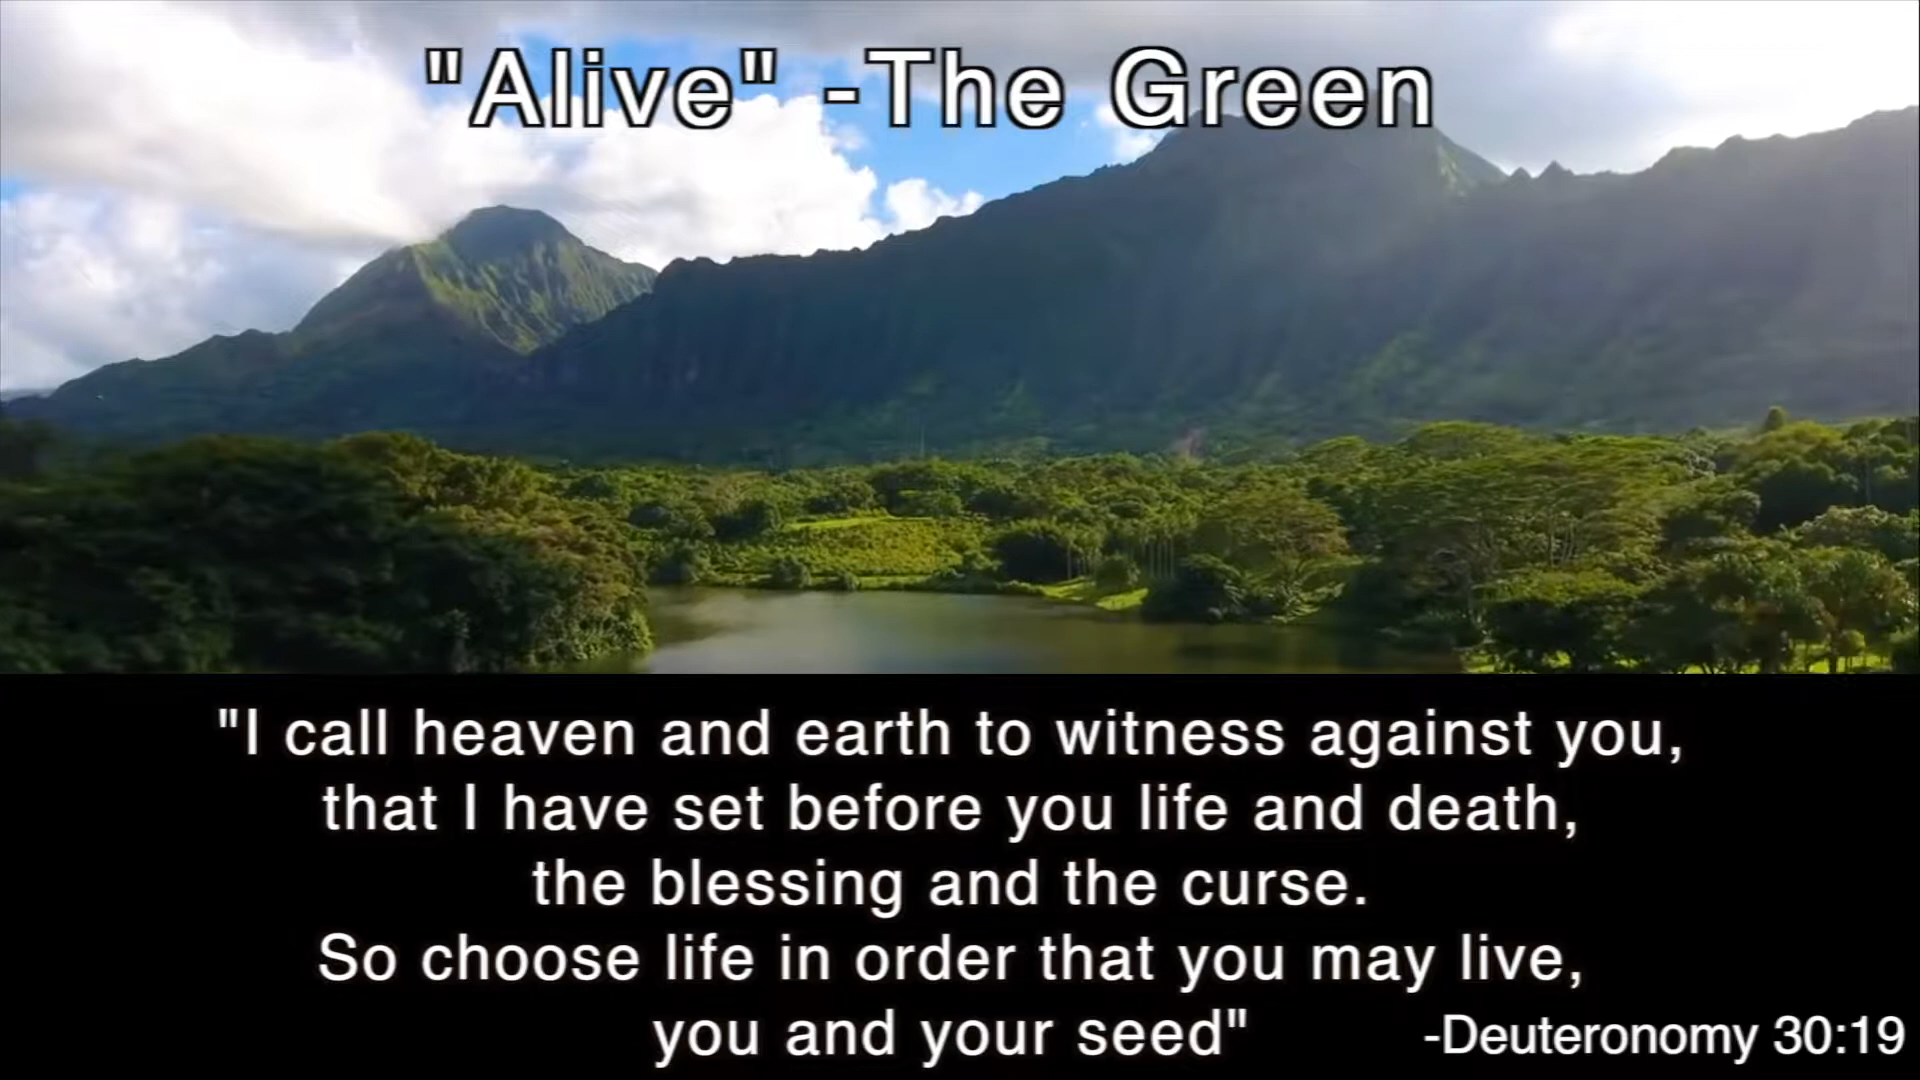 "Alive" -The Green
"I call heaven and earth to witness against you,
that I have set before you life and death,
the blessing and the curse.
So choose life in order that you may live,
you and your seed"
-Deuteronomy 30:19